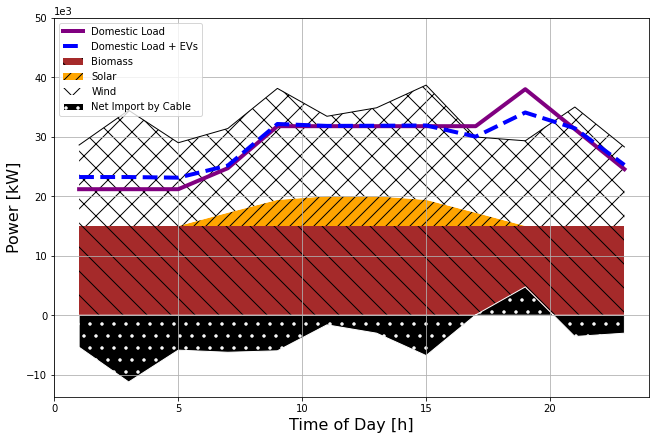 1e3
50
40
30
20
10
0
−10
Power [kW]
Domestic Load
Domestic Load + EVs
Biomass
Solar
Wind
Net Import by Cable
0
5
10
15
20
Time of Day [h]